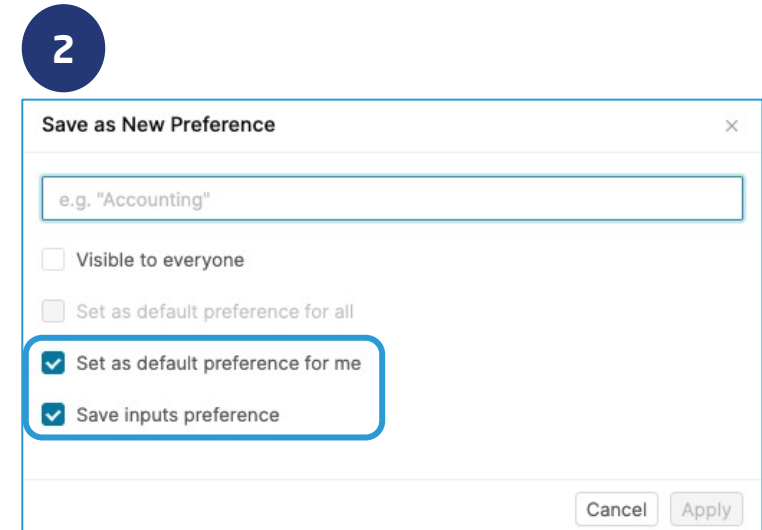 2
Save as New Preference ×
e.g. "Accounting"
Visible to everyone
Set as default preference for all
Set as default preference for me
Save inputs preference
Cancel Apply